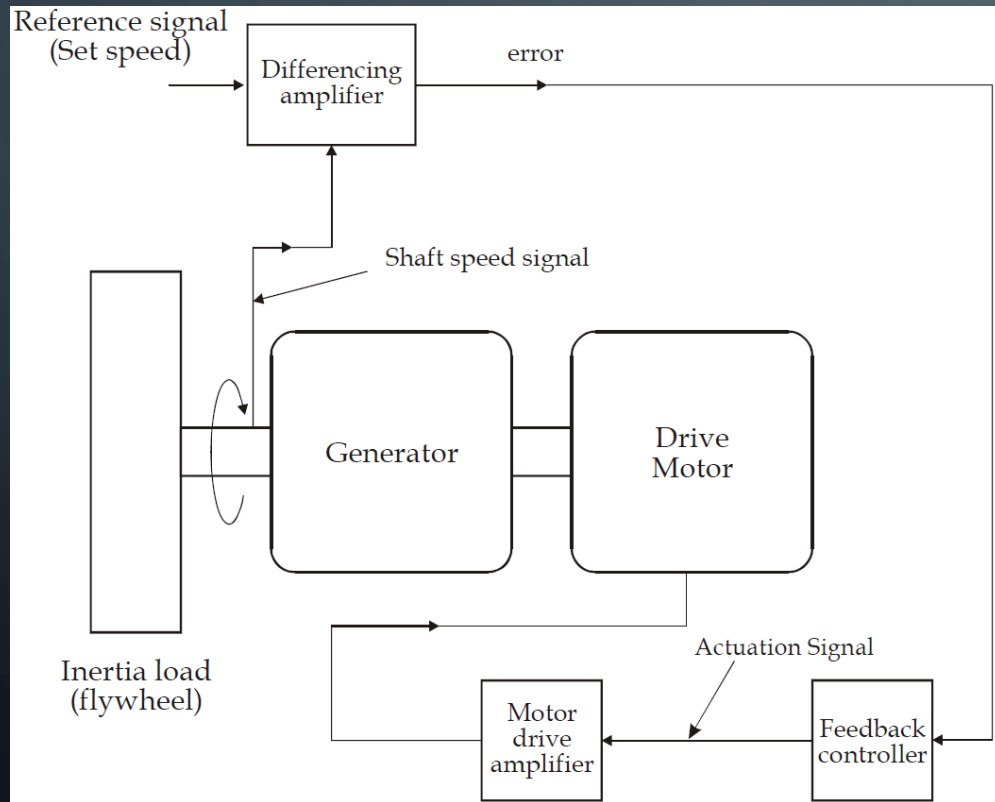 Reference signal
(Set speed)
Differencing
amplifier
error
Shaft speed signal
Generator
Drive
Motor
Inertia load
(flywheel)
Actuation Signal
Motor
drive
amplifier
Feedback
controller